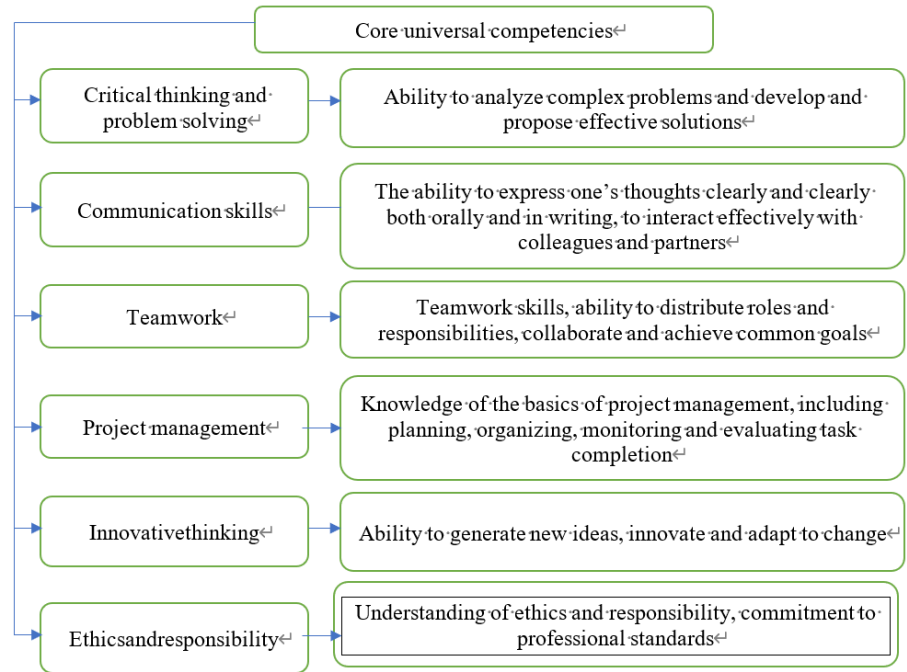 Core universal competencies↵
Critical thinking and
problem solving↵
Ability to analyze complex problems and develop and
propose effective solutions↵
Communication skills↵
The ability to express one’s thoughts clearly and clearly
both orally and in writing, to interact effectively with
colleagues and partners↵
Teamwork↵
Teamwork skills, ability to distribute roles and
responsibilities, collaborate and achieve common goals↵
Project management↵
Knowledge of the basics of project management, including
planning, organizing, monitoring and evaluating task
completion↵
Innovativethinking↵
Ability to generate new ideas, innovate and adapt to change↵
Ethicsandresponsibility↵
Understanding of ethics and responsibility, commitment to
professional standards↵